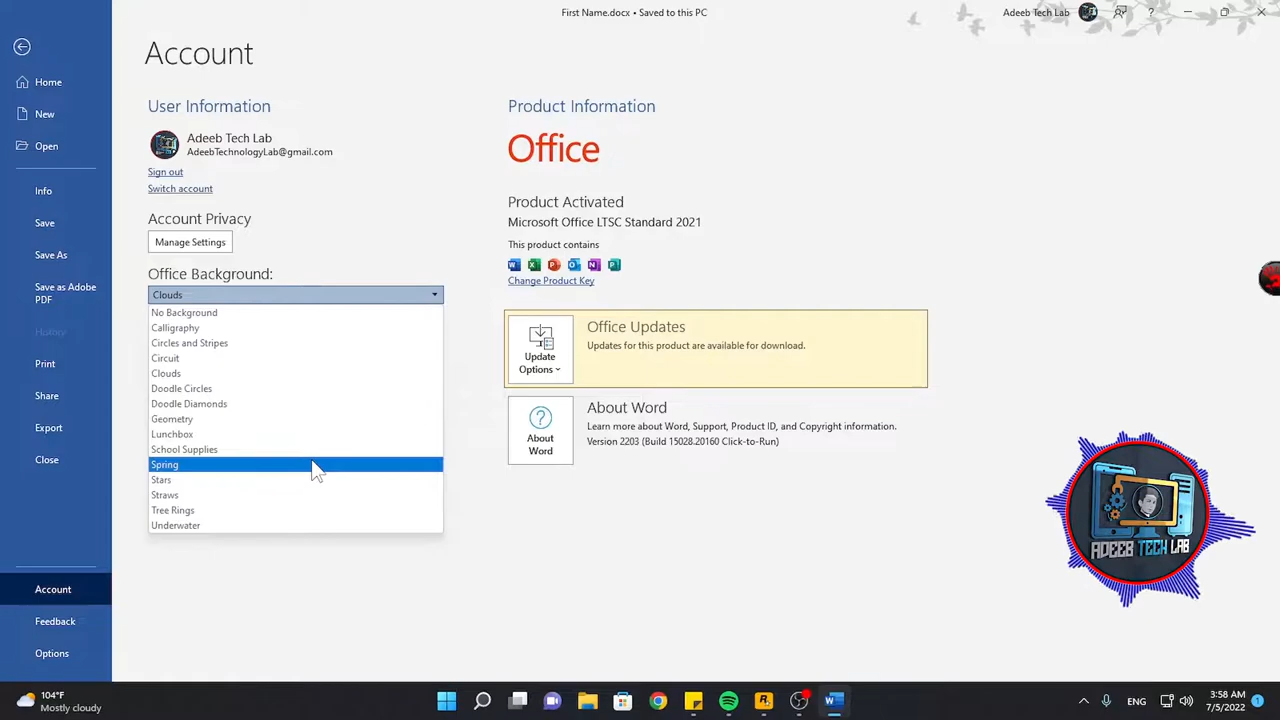 First Name.docx • Saved to this PC
Adeeb Tech Lab
?
Account
Home
New
Open
Info
Save
Save As
Save as Adobe
PDF
History
Print
Share
Export
Close
Account
Feedback
Options
User Information
Adeeb Tech Lab
AdeebTechnologyLab@gmail.com
Sign out
Switch account
Account Privacy
Manage Settings
Office Background:
Clouds
No Background
Calligraphy
Circles and Stripes
Circuit
Clouds
Doodle Circles
Doodle Diamonds
Geometry
Lunchbox
School Supplies
Spring
Stars
Straws
Tree Rings
Underwater
Product Information
Office
Product Activated
Microsoft Office LTSC Standard 2021
This product contains
Change Product Key
Update
Options
Office Updates
Updates for this product are available for download.
About
Word
About Word
Learn more about Word, Support, Product ID, and Copyright information.
Version 2203 (Build 15028.20160 Click-to-Run)
ADEEB TECH LAB
104°F
Mostly cloudy
ENG
3:58 AM
7/5/2022
1